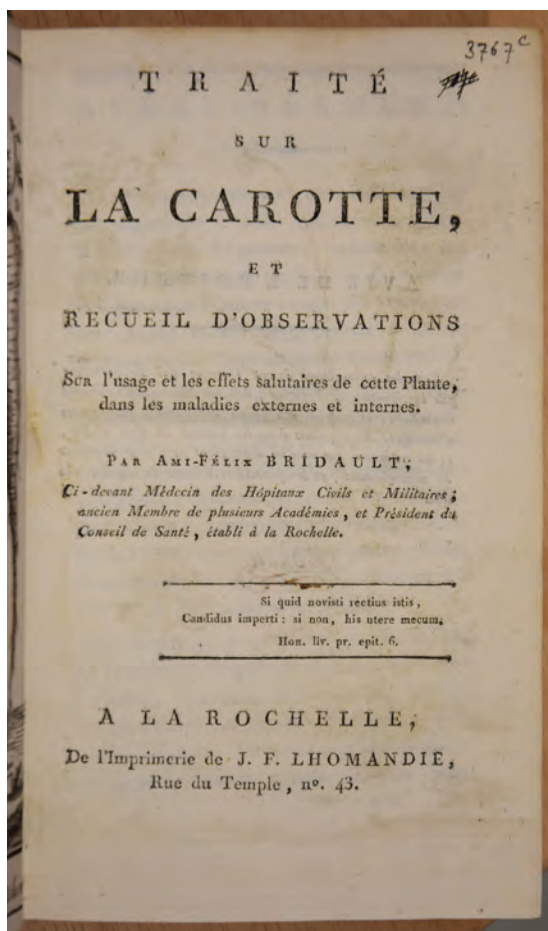 3767 c
TRAITÉ
SUR
LA CAROTTE,
ET
RECUEIL D'OBSERVATIONS
SUR l'usage et les effets salutaires de cette Plante,
dans les maladies externes et internes.
PAR AMI-FÉLIX BRIDAULT,
Ci-devant Médecin des Hôpitaux Civils et Militaires;
ancien Membre de plusieurs Académies, et Président du
Conseil de Santé, établi à la Rochelle.
Si quid novisti rectius istis,
Candidus imperti: si non, his utere mecum.
HOR. liv. pr. epit. 6.
A LA ROCHELLE,
De l'Imprimerie de J. F. LHOMANDIE,
Rue du Temple, nº. 43.